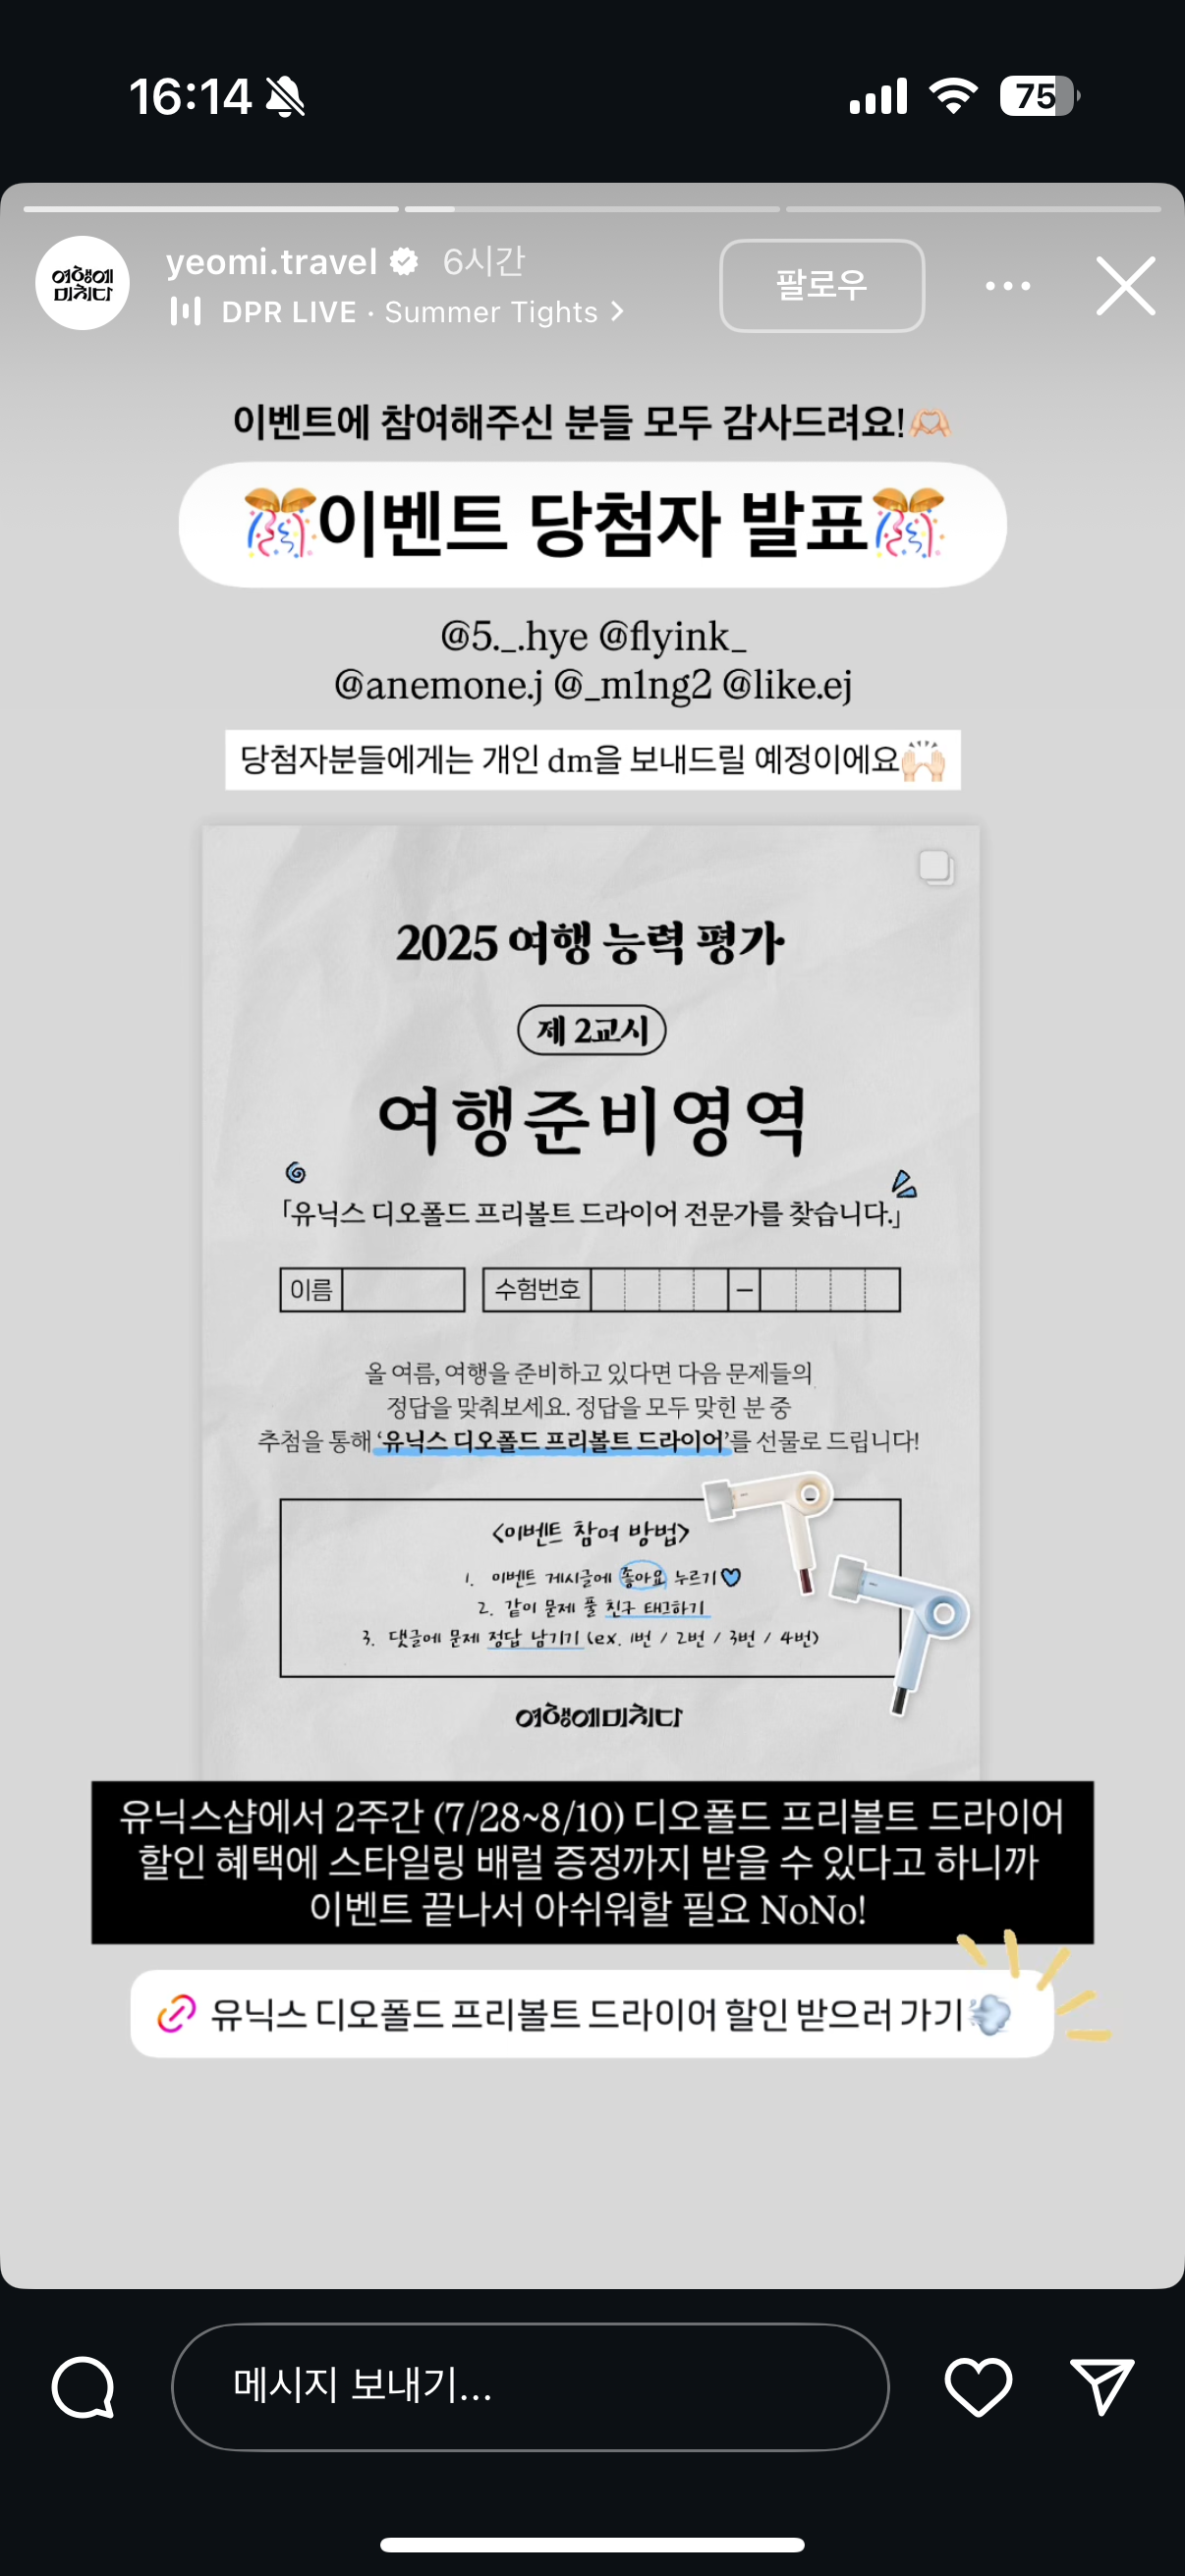 16:14
75
여행에
미치다
yeomi.travel 6시간
팔로우
DPR LIVE · Summer Tights
이벤트에 참여해주신 분들 모두 감사드려요!🫶🏻
🎊이벤트 당첨자 발표🎊
@5._.hye @flyink_
@anemone.j @_m1ng2 @like.ej
당첨자분들에게는 개인 dm을 보내드릴 예정이에요🙌🏻
2025 여행 능력 평가
제 2교시
여행준비영역
「유닉스 디오폴드 프리볼트 드라이어 전문가를 찾습니다.」
이름 수험번호 –
올 여름, 여행을 준비하고 있다면 다음 문제들의
정답을 맞춰보세요. 정답을 모두 맞힌 분 중
추첨을 통해 ‘유닉스 디오폴드 프리볼트 드라이어’를 선물로 드립니다!
<이벤트 참여 방법>
1. 이벤트 게시글에 좋아요 누르기
2. 같이 문제 풀 친구 태그하기
3. 댓글에 문제 정답 남기기 (ex. 1번 / 2번 / 3번 / 4번)
여행에미치다
유닉스샵에서 2주간 (7/28~8/10) 디오폴드 프리볼트 드라이어
할인 혜택에 스타일링 배럴 증정까지 받을 수 있다고 하니까
이벤트 끝나서 아쉬워할 필요 NoNo!
유닉스 디오폴드 프리볼트 드라이어 할인 받으러 가기💨
메시지 보내기...